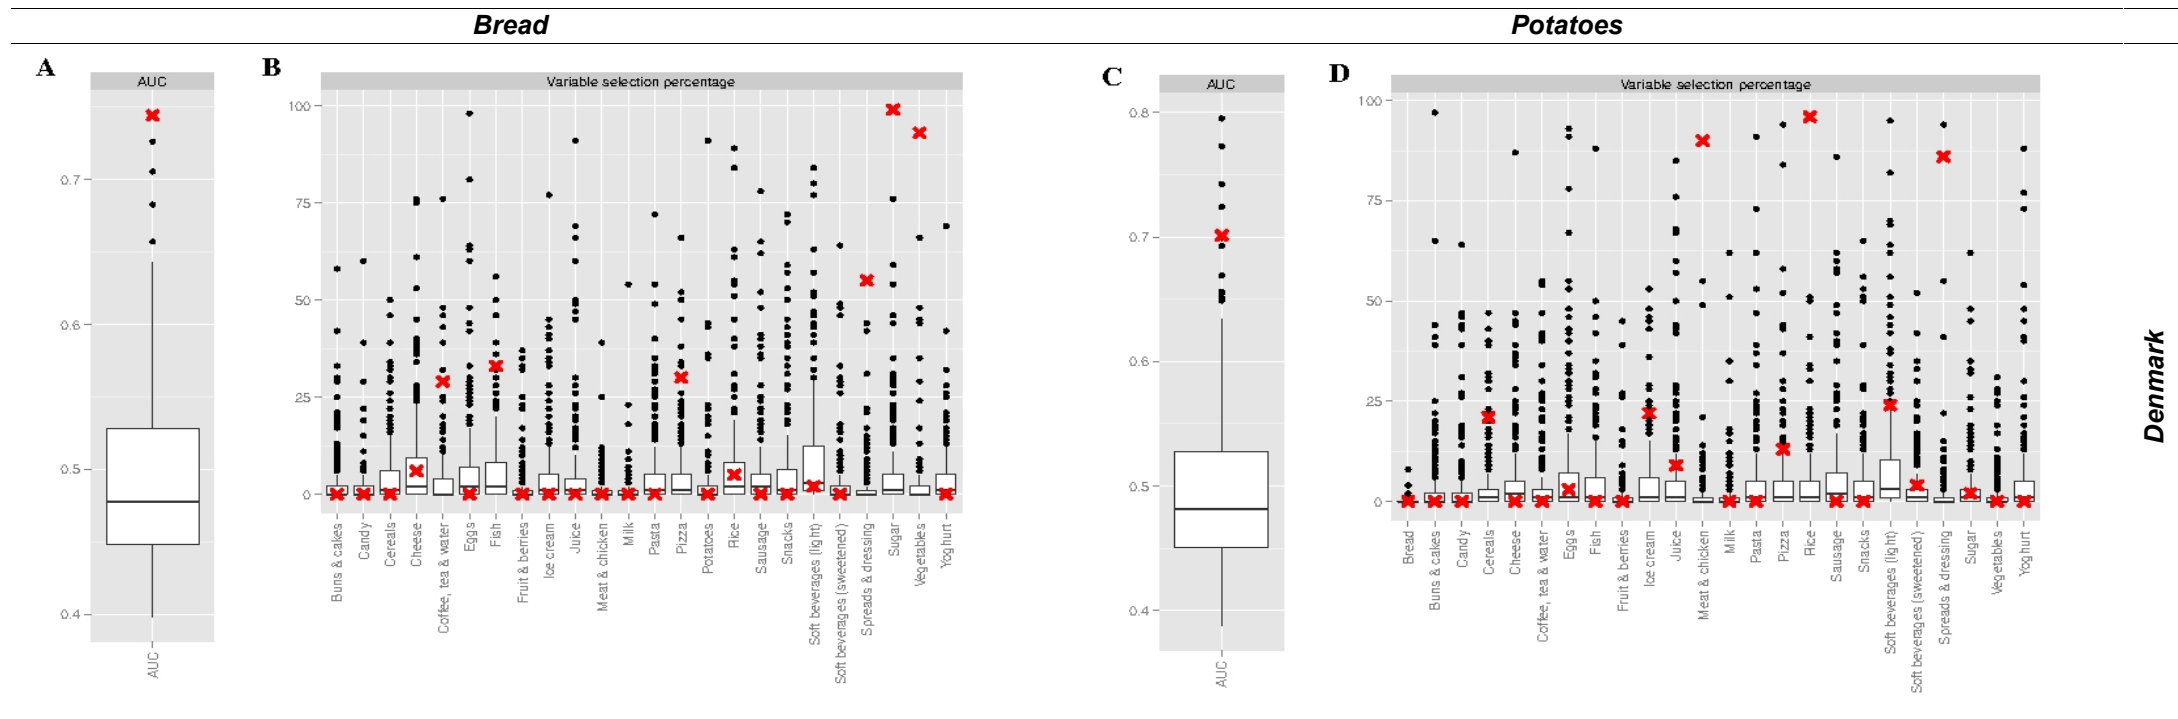 Bread
Potatoes
A
AUC
0.7
0.6
0.5
0.4
AUC
B
Variable selection percentage
100
75
50
25
0
Buns & cakes
Candy
Cereals
Cheese
Coffee, tea & water
Eggs
Fish
Fruit & berries
Ice cream
Juice
Meat & chicken
Milk
Pasta
Pizza
Potatoes
Rice
Sausage
Snacks
Soft beverages (light)
Soft beverages (sweetened)
Spreads & dressing
Sugar
Vegetables
Yoghurt
C
AUC
0.8
0.7
0.6
0.5
0.4
AUC
D
Variable selection percentage
100
75
50
25
0
Bread
Buns & cakes
Candy
Cereals
Cheese
Coffee, tea & water
Eggs
Fish
Fruit & berries
Ice cream
Juice
Meat & chicken
Milk
Pasta
Pizza
Rice
Sausage
Snacks
Soft beverages (light)
Soft beverages (sweetened)
Spreads & dressing
Sugar
Vegetables
Yoghurt
Denmark